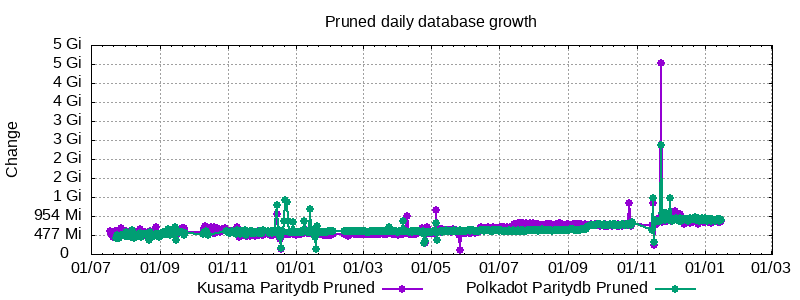 Pruned daily database growth
Change
5 Gi
5 Gi
4 Gi
4 Gi
3 Gi
3 Gi
2 Gi
2 Gi
1 Gi
954 Mi
477 Mi
0
01/07 01/09 01/11 01/01 01/03 01/05 01/07 01/09 01/11 01/01 01/03
Kusama Paritydb Pruned Polkadot Paritydb Pruned